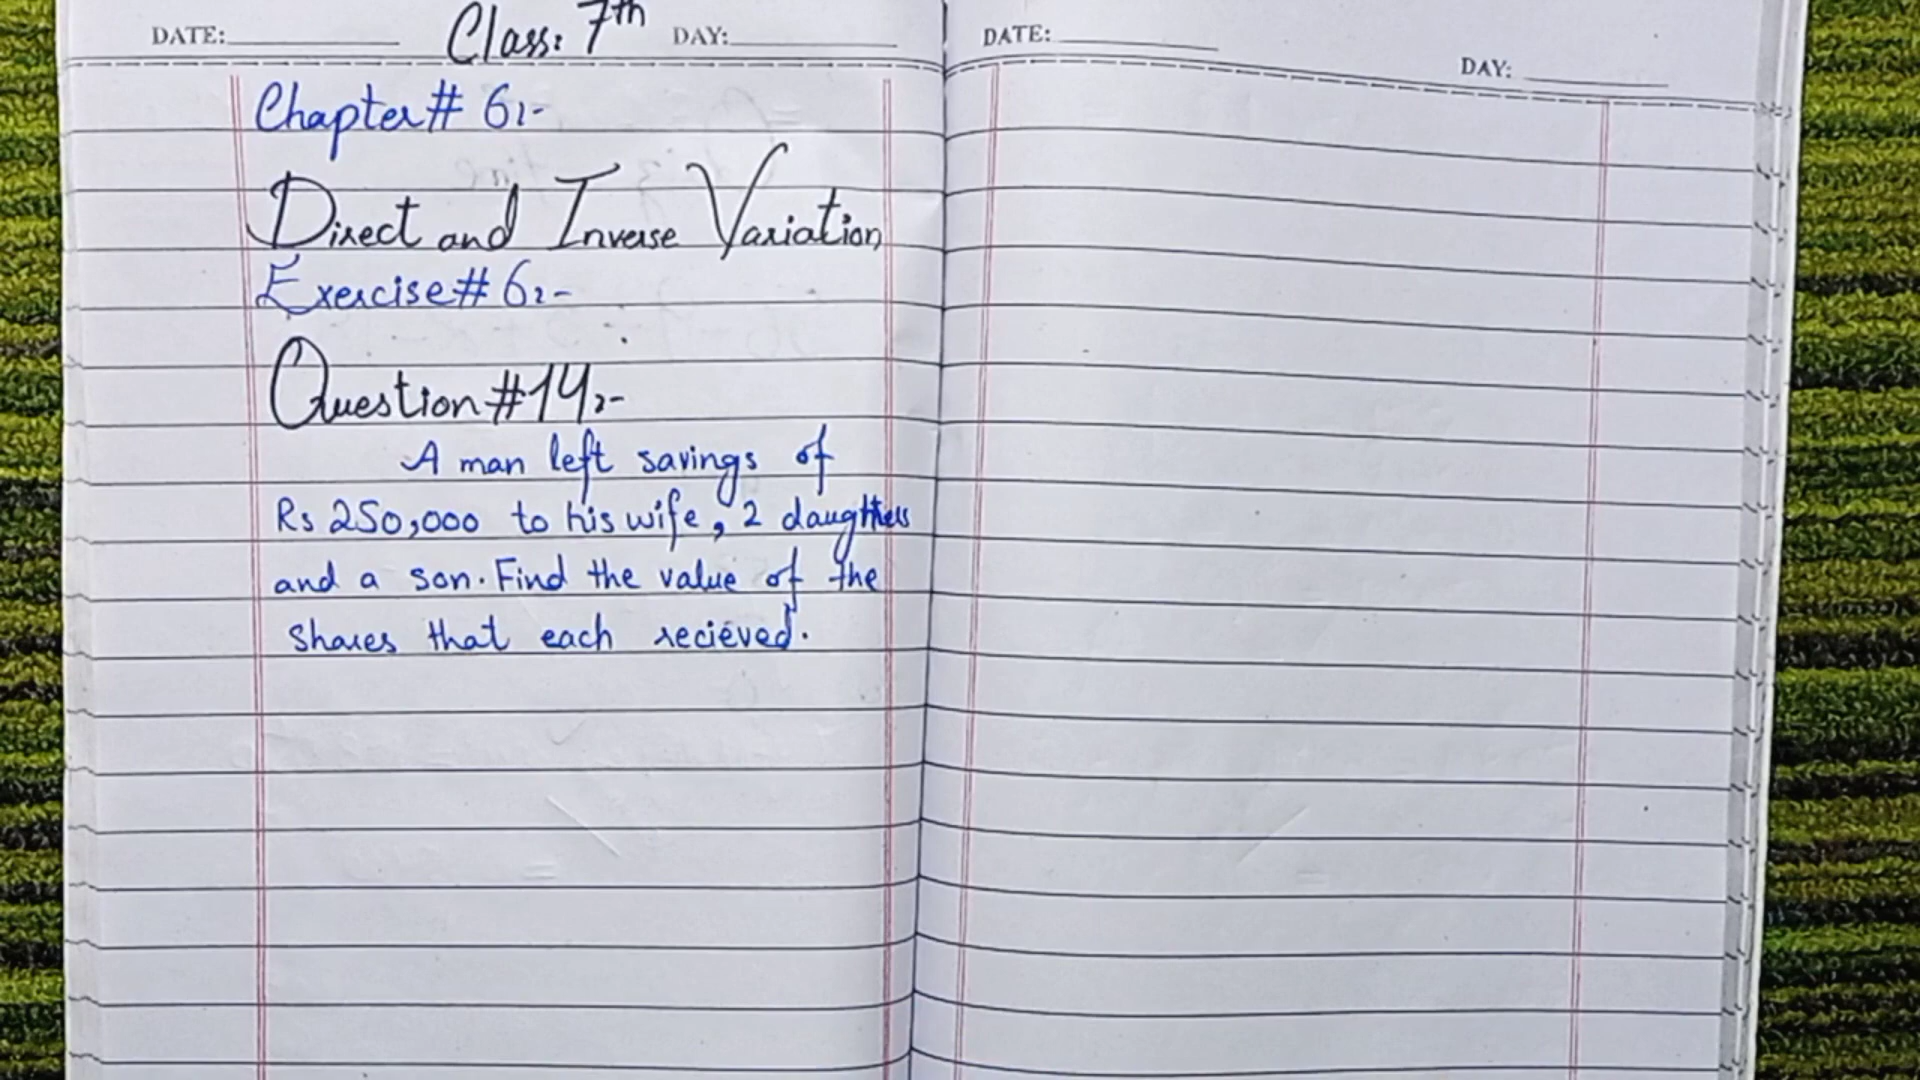 DATE: Class: 7th DAY:
Chapter# 6:-
Direct and Inverse Variation
Exercise# 6:-
Question #14:-
A man left savings of
Rs 250,000 to his wife, 2 daugthers
and a son. Find the value of the
shares that each recieved.
DATE:
DAY: